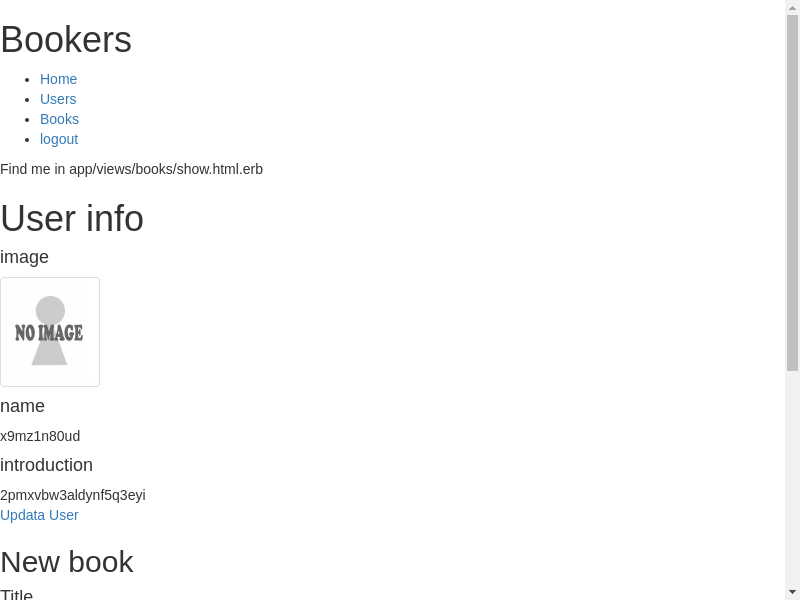 Bookers
Home
Users
Books
logout
Find me in app/views/books/show.html.erb
User info
image
NO IMAGE
name
x9mz1n80ud
introduction
2pmxvbw3aldynf5q3eyi
Updata User
New book
Title